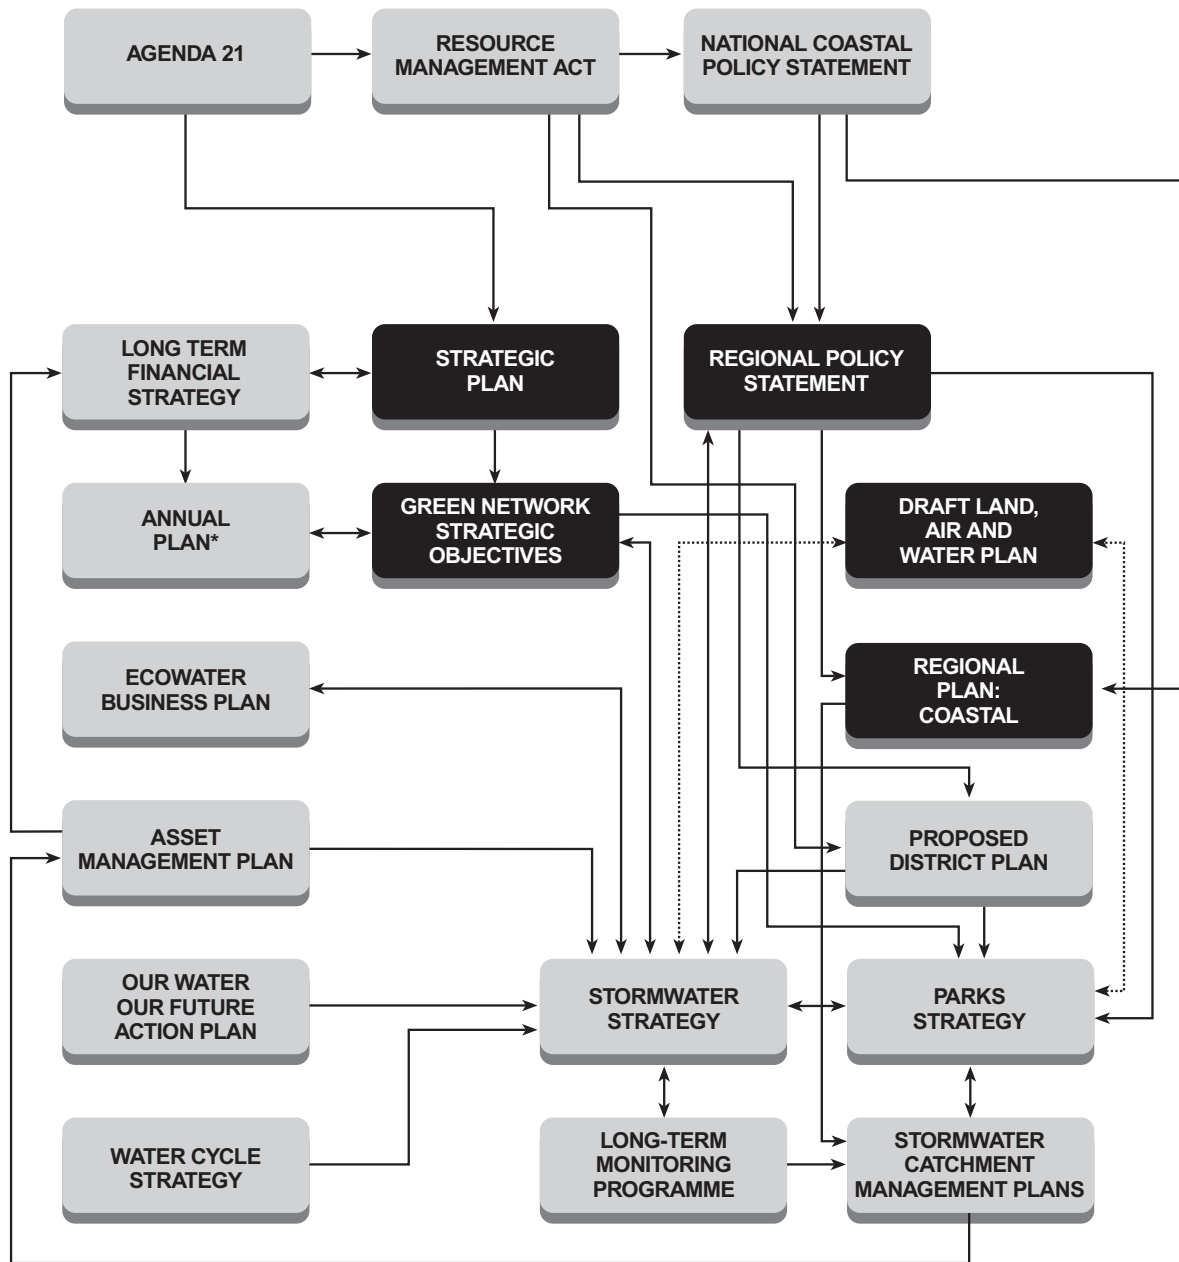 AGENDA 21
RESOURCE
MANAGEMENT ACT
NATIONAL COASTAL
POLICY STATEMENT
LONG TERM
FINANCIAL
STRATEGY
STRATEGIC
PLAN
REGIONAL POLICY
STATEMENT
ANNUAL
PLAN*
GREEN NETWORK
STRATEGIC
OBJECTIVES
DRAFT LAND,
AIR AND
WATER PLAN
ECOWATER
BUSINESS PLAN
REGIONAL
PLAN:
COASTAL
ASSET
MANAGEMENT PLAN
PROPOSED
DISTRICT PLAN
OUR WATER
OUR FUTURE
ACTION PLAN
STORMWATER
STRATEGY
PARKS
STRATEGY
WATER CYCLE
STRATEGY
LONG-TERM
MONITORING
PROGRAMME
STORMWATER
CATCHMENT
MANAGEMENT PLANS